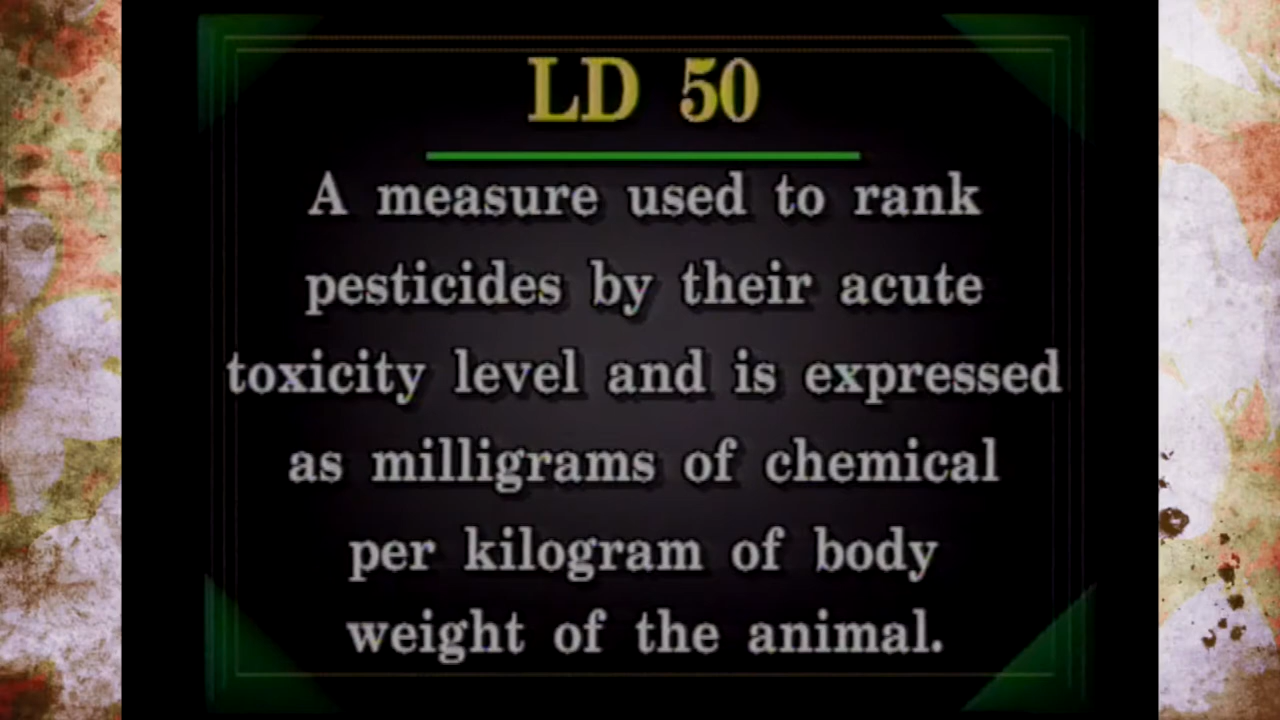 LD 50
A measure used to rank
pesticides by their acute
toxicity level and is expressed
as milligrams of chemical
per kilogram of body
weight of the animal.